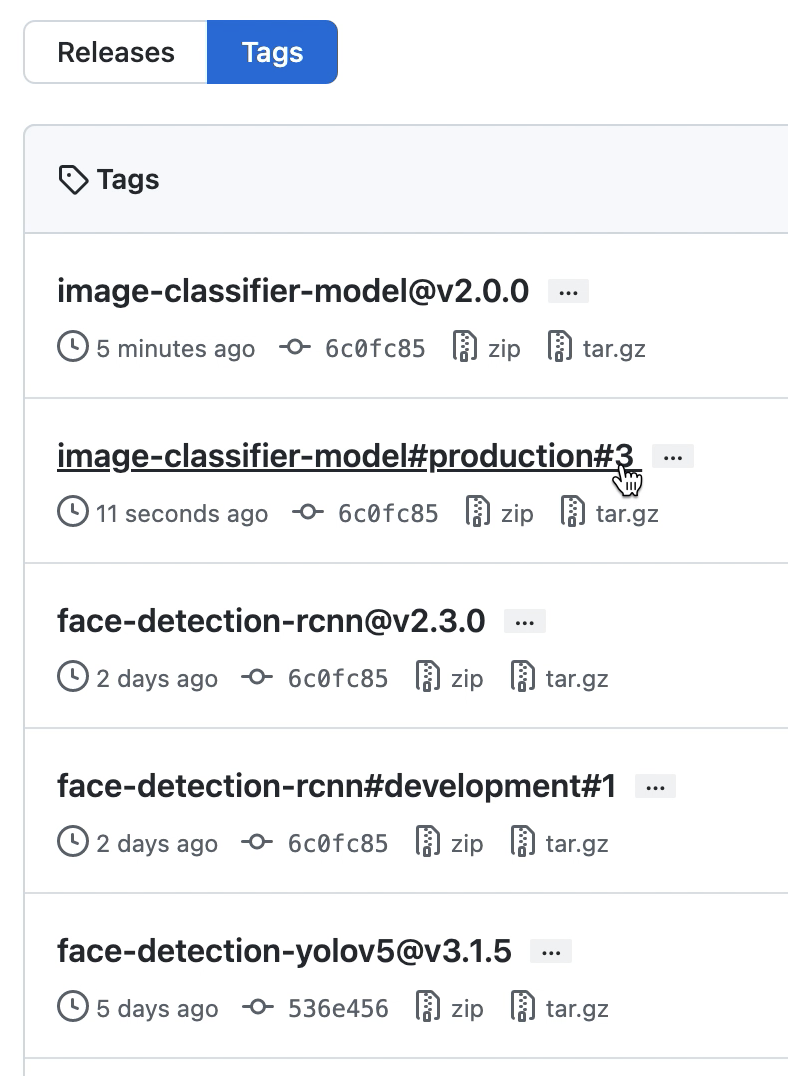 Releases Tags
Tags
image-classifier-model@v2.0.0 ...
5 minutes ago 6c0fc85 zip tar.gz
image-classifier-model#production#3 ...
11 seconds ago 6c0fc85 zip tar.gz
face-detection-rcnn@v2.3.0 ...
2 days ago 6c0fc85 zip tar.gz
face-detection-rcnn#development#1 ...
2 days ago 6c0fc85 zip tar.gz
face-detection-yolov5@v3.1.5 ...
5 days ago 536e456 zip tar.gz